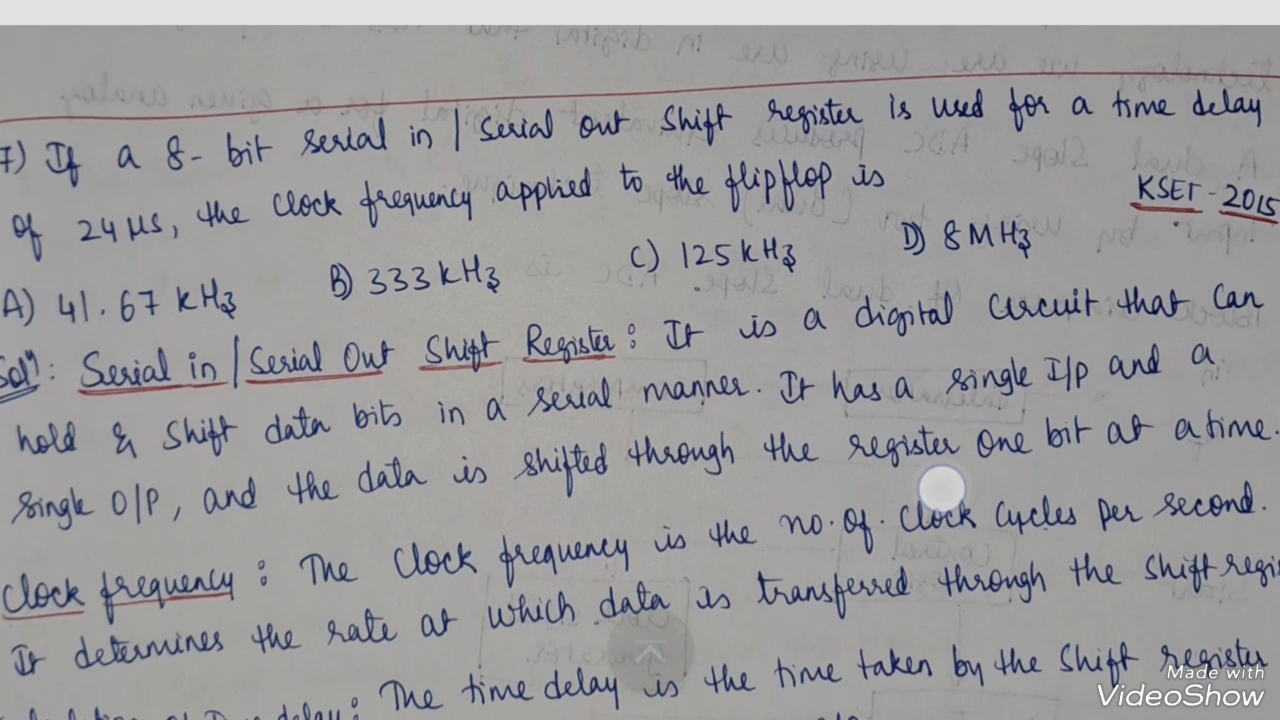 7) If a 8-bit serial in / Serial Out Shift register is used for a time delay
of 24 μs, the clock frequency applied to the flipflop is
KSET - 2015
A) 41.67 kHz B) 333 kHz C) 125 kHz D) 8 MHz
Solⁿ: Serial in / Serial Out Shift Register: It is a digital circuit that can
hold & Shift data bits in a serial manner. It has a single I/P and a
single O/P, and the data is shifted through the register one bit at a time.
Clock frequency: The Clock frequency is the no. of. clock cycles per second.
It determines the rate at which data is transferred through the shift regi
delay: The time delay is the time taken by the Shift register
Made with
VideoShow